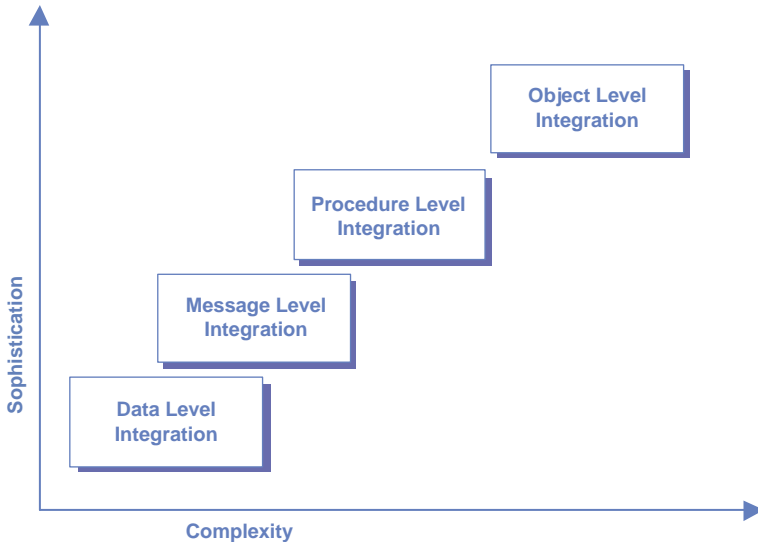 Object Level
Integration
Procedure Level
Integration
Message Level
Integration
Data Level
Integration
Sophistication
Complexity